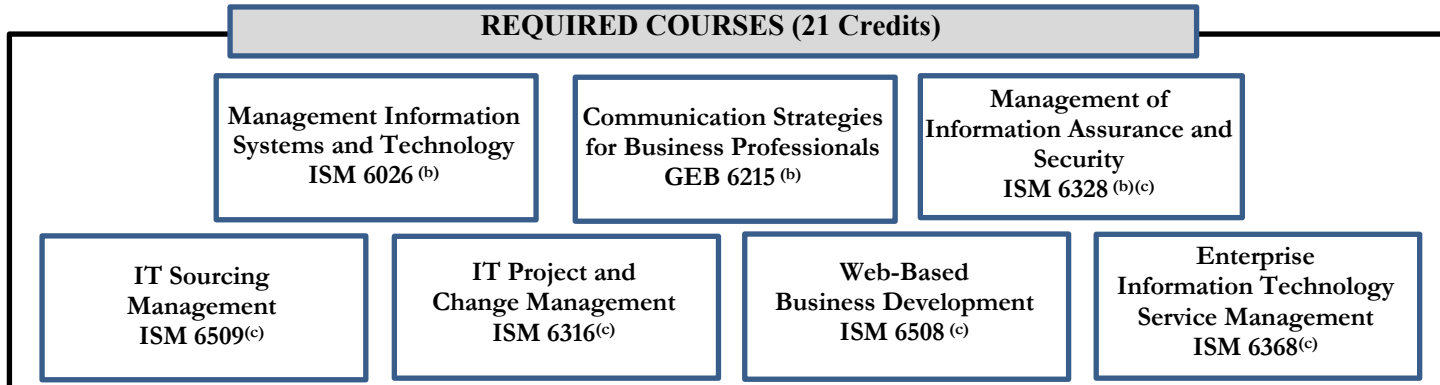 REQUIRED COURSES (21 Credits)
Management Information
Systems and Technology
ISM 6026 (b)
Communication Strategies
for Business Professionals
GEB 6215 (b)
Management of
Information Assurance and
Security
ISM 6328 (b)(c)
IT Sourcing
Management
ISM 6509(c)
IT Project and
Change Management
ISM 6316(c)
Web-Based
Business Development
ISM 6508 (c)
Enterprise
Information Technology
Service Management
ISM 6368(c)